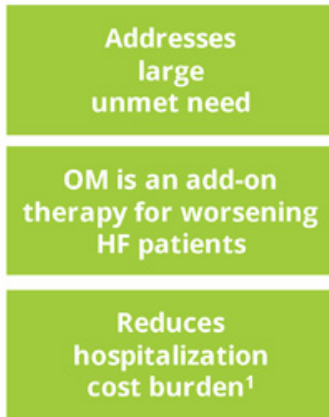 Addresses
large
unmet need
OM is an add-on
therapy for worsening
HF patients
Reduces
hospitalization
cost burden¹